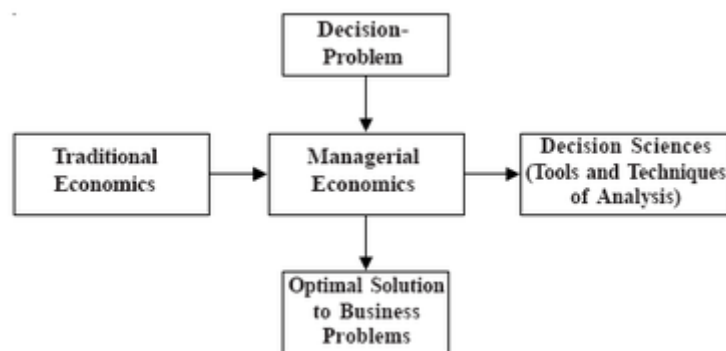 Decision-
Problem
Traditional
Economics
Managerial
Economics
Decision Sciences
(Tools and Techniques
of Analysis)
Optimal Solution
to Business
Problems